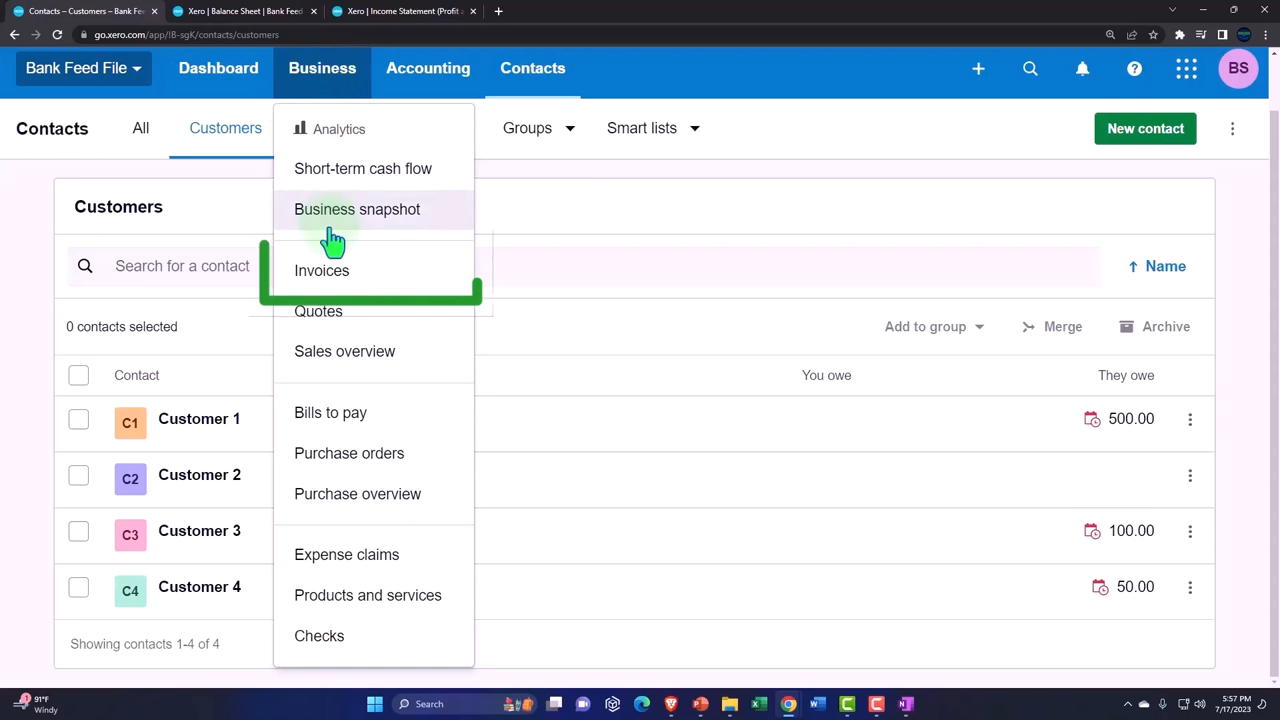 Contacts – Customers – Bank Fee
Xero | Balance Sheet | Bank Feed
Xero | Income Statement (Profit a
go.xero.com/app/!B-sgK/contacts/customers
Bank Feed File
Dashboard
Business
Accounting
Contacts
BS
Contacts
All
Customers
Groups
Smart lists
New contact
Analytics
Short-term cash flow
Business snapshot
Invoices
Quotes
Sales overview
Bills to pay
Purchase orders
Purchase overview
Expense claims
Products and services
Checks
Customers
Search for a contact
Name
0 contacts selected
Add to group
Merge
Archive
Contact
You owe
They owe
C1 Customer 1 500.00
C2 Customer 2
C3 Customer 3 100.00
C4 Customer 4 50.00
Showing contacts 1-4 of 4
91°F
Windy
Search
5:57 PM
7/17/2023